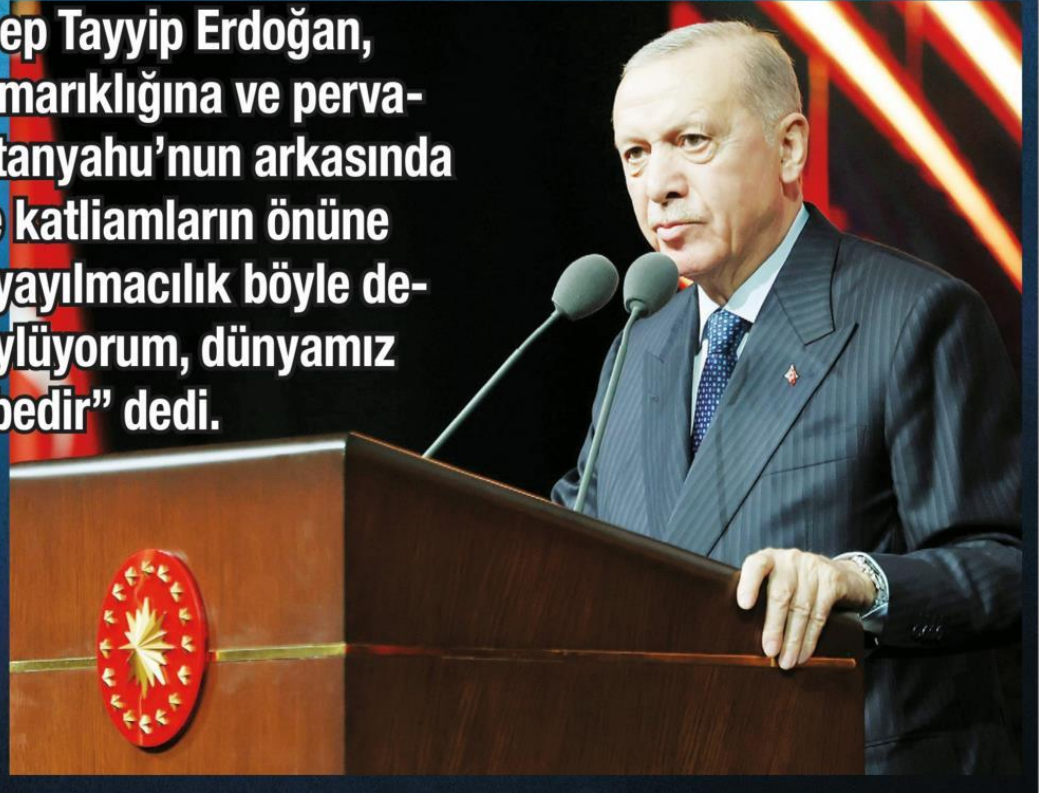 ep Tayyip Erdoğan,
marıklığına ve perva-
tanyahu’nun arkasında
e katliamların önüne
yayılmacılık böyle de-
ylüyorum, dünyamız
bedir” dedi.